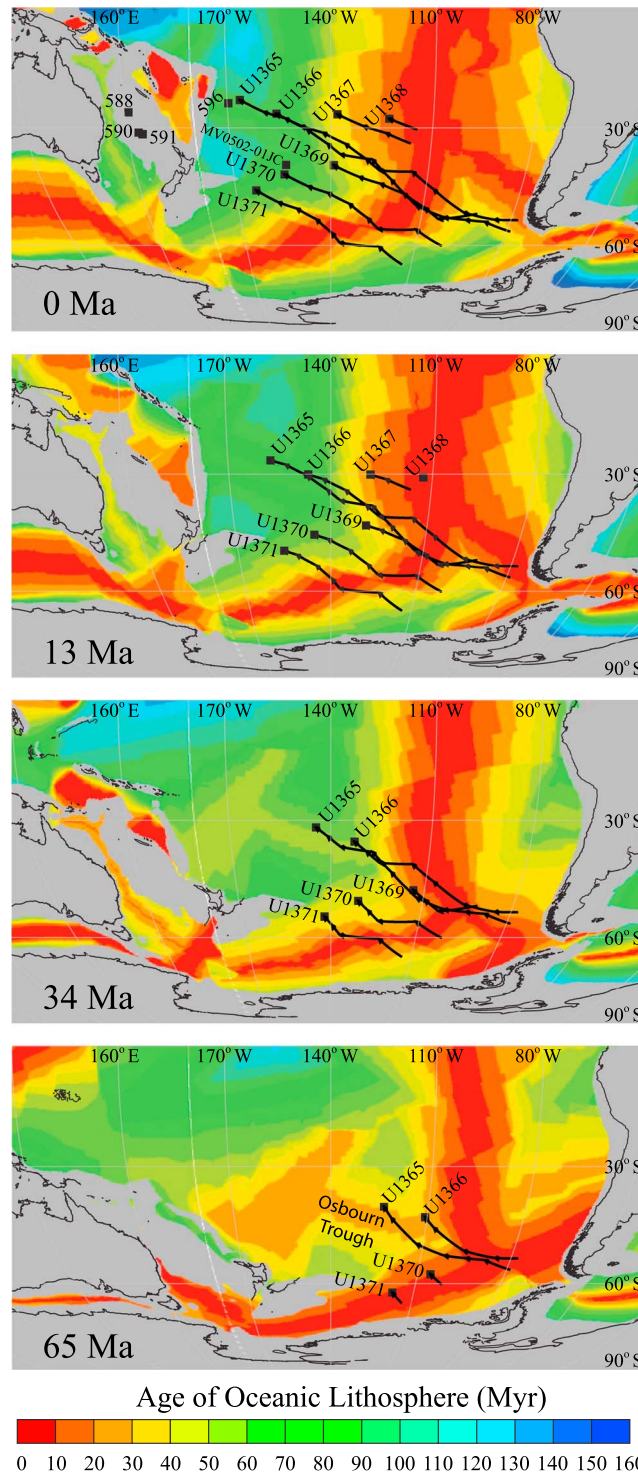 160° E 170° W 140° W 110° W 80° W
588
590
591
596
U1365
U1366
U1367
U1368
MV0502-01JC
U1369
U1370
U1371
30° S
60° S
90° S
0 Ma
160° E 170° W 140° W 110° W 80° W
U1365
U1366
U1367
U1368
U1369
U1370
U1371
30° S
60° S
90° S
13 Ma
160° E 170° W 140° W 110° W 80° W
U1365
U1366
U1369
U1370
U1371
30° S
60° S
90° S
34 Ma
160° E 170° W 140° W 110° W 80° W
30° S
U1365
U1366
Osbourn
Trough
U1370
U1371
60° S
90° S
65 Ma
Age of Oceanic Lithosphere (Myr)
0 10 20 30 40 50 60 70 80 90 100 110 120 130 140 150 160